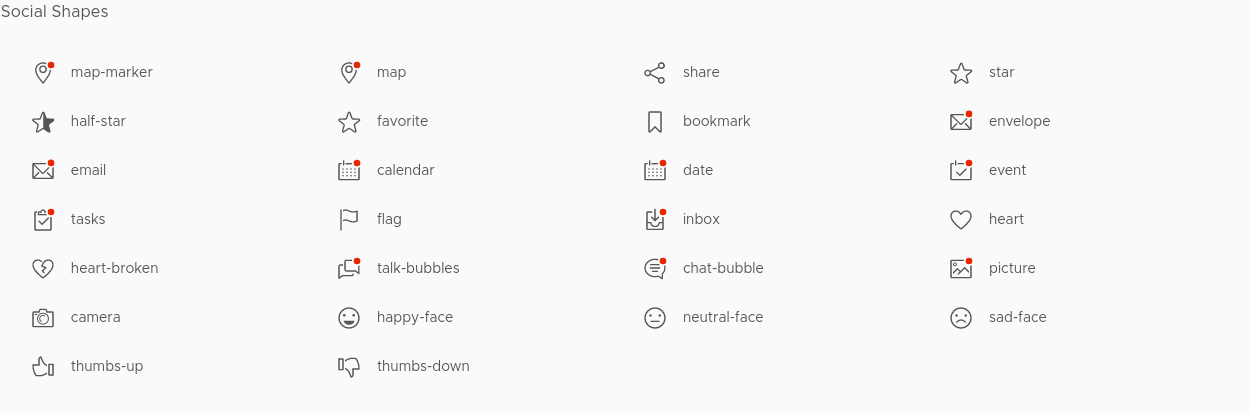 Social Shapes
map-marker
map
share
star
half-star
favorite
bookmark
envelope
email
calendar
date
event
tasks
flag
inbox
heart
heart-broken
talk-bubbles
chat-bubble
picture
camera
happy-face
neutral-face
sad-face
thumbs-up
thumbs-down